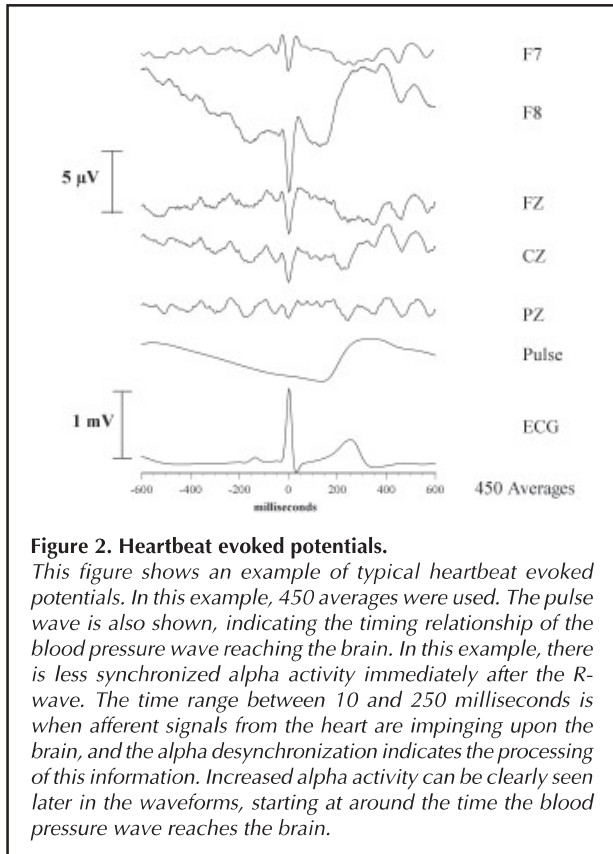 F7
F8
5 μV
FZ
CZ
PZ
Pulse
1 mV
ECG
-600 -400 -200 0 200 400 600
450 Averages
milliseconds
Figure 2. Heartbeat evoked potentials.
This figure shows an example of typical heartbeat evoked
potentials. In this example, 450 averages were used. The pulse
wave is also shown, indicating the timing relationship of the
blood pressure wave reaching the brain. In this example, there
is less synchronized alpha activity immediately after the R-
wave. The time range between 10 and 250 milliseconds is
when afferent signals from the heart are impinging upon the
brain, and the alpha desynchronization indicates the processing
of this information. Increased alpha activity can be clearly seen
later in the waveforms, starting at around the time the blood
pressure wave reaches the brain.